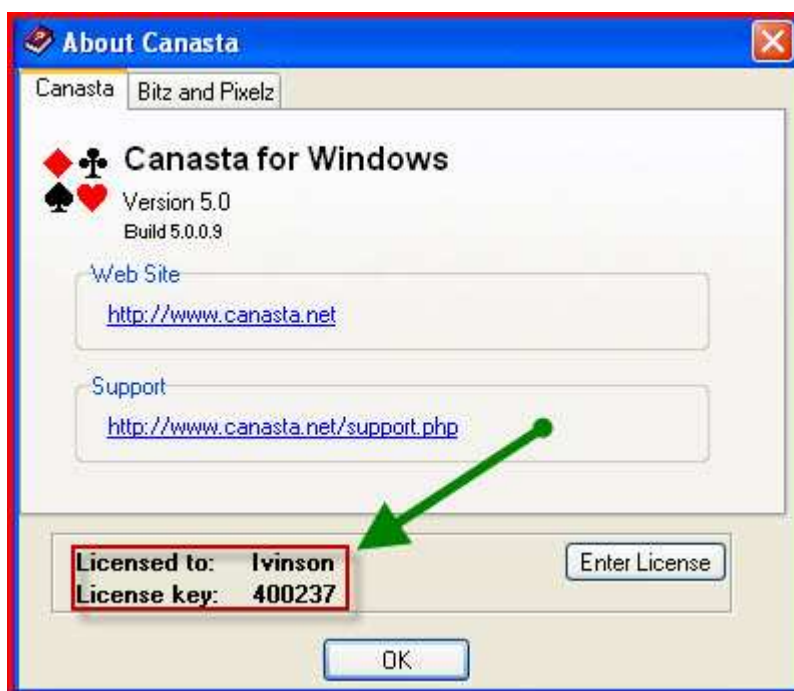 About Canasta
Canasta Bitz and Pixelz
Canasta for Windows
Version 5.0
Build 5.0.0.9
Web Site
http://www.canasta.net
Support
http://www.canasta.net/support.php
Licensed to: lvinson
Enter License
License key: 400237
OK